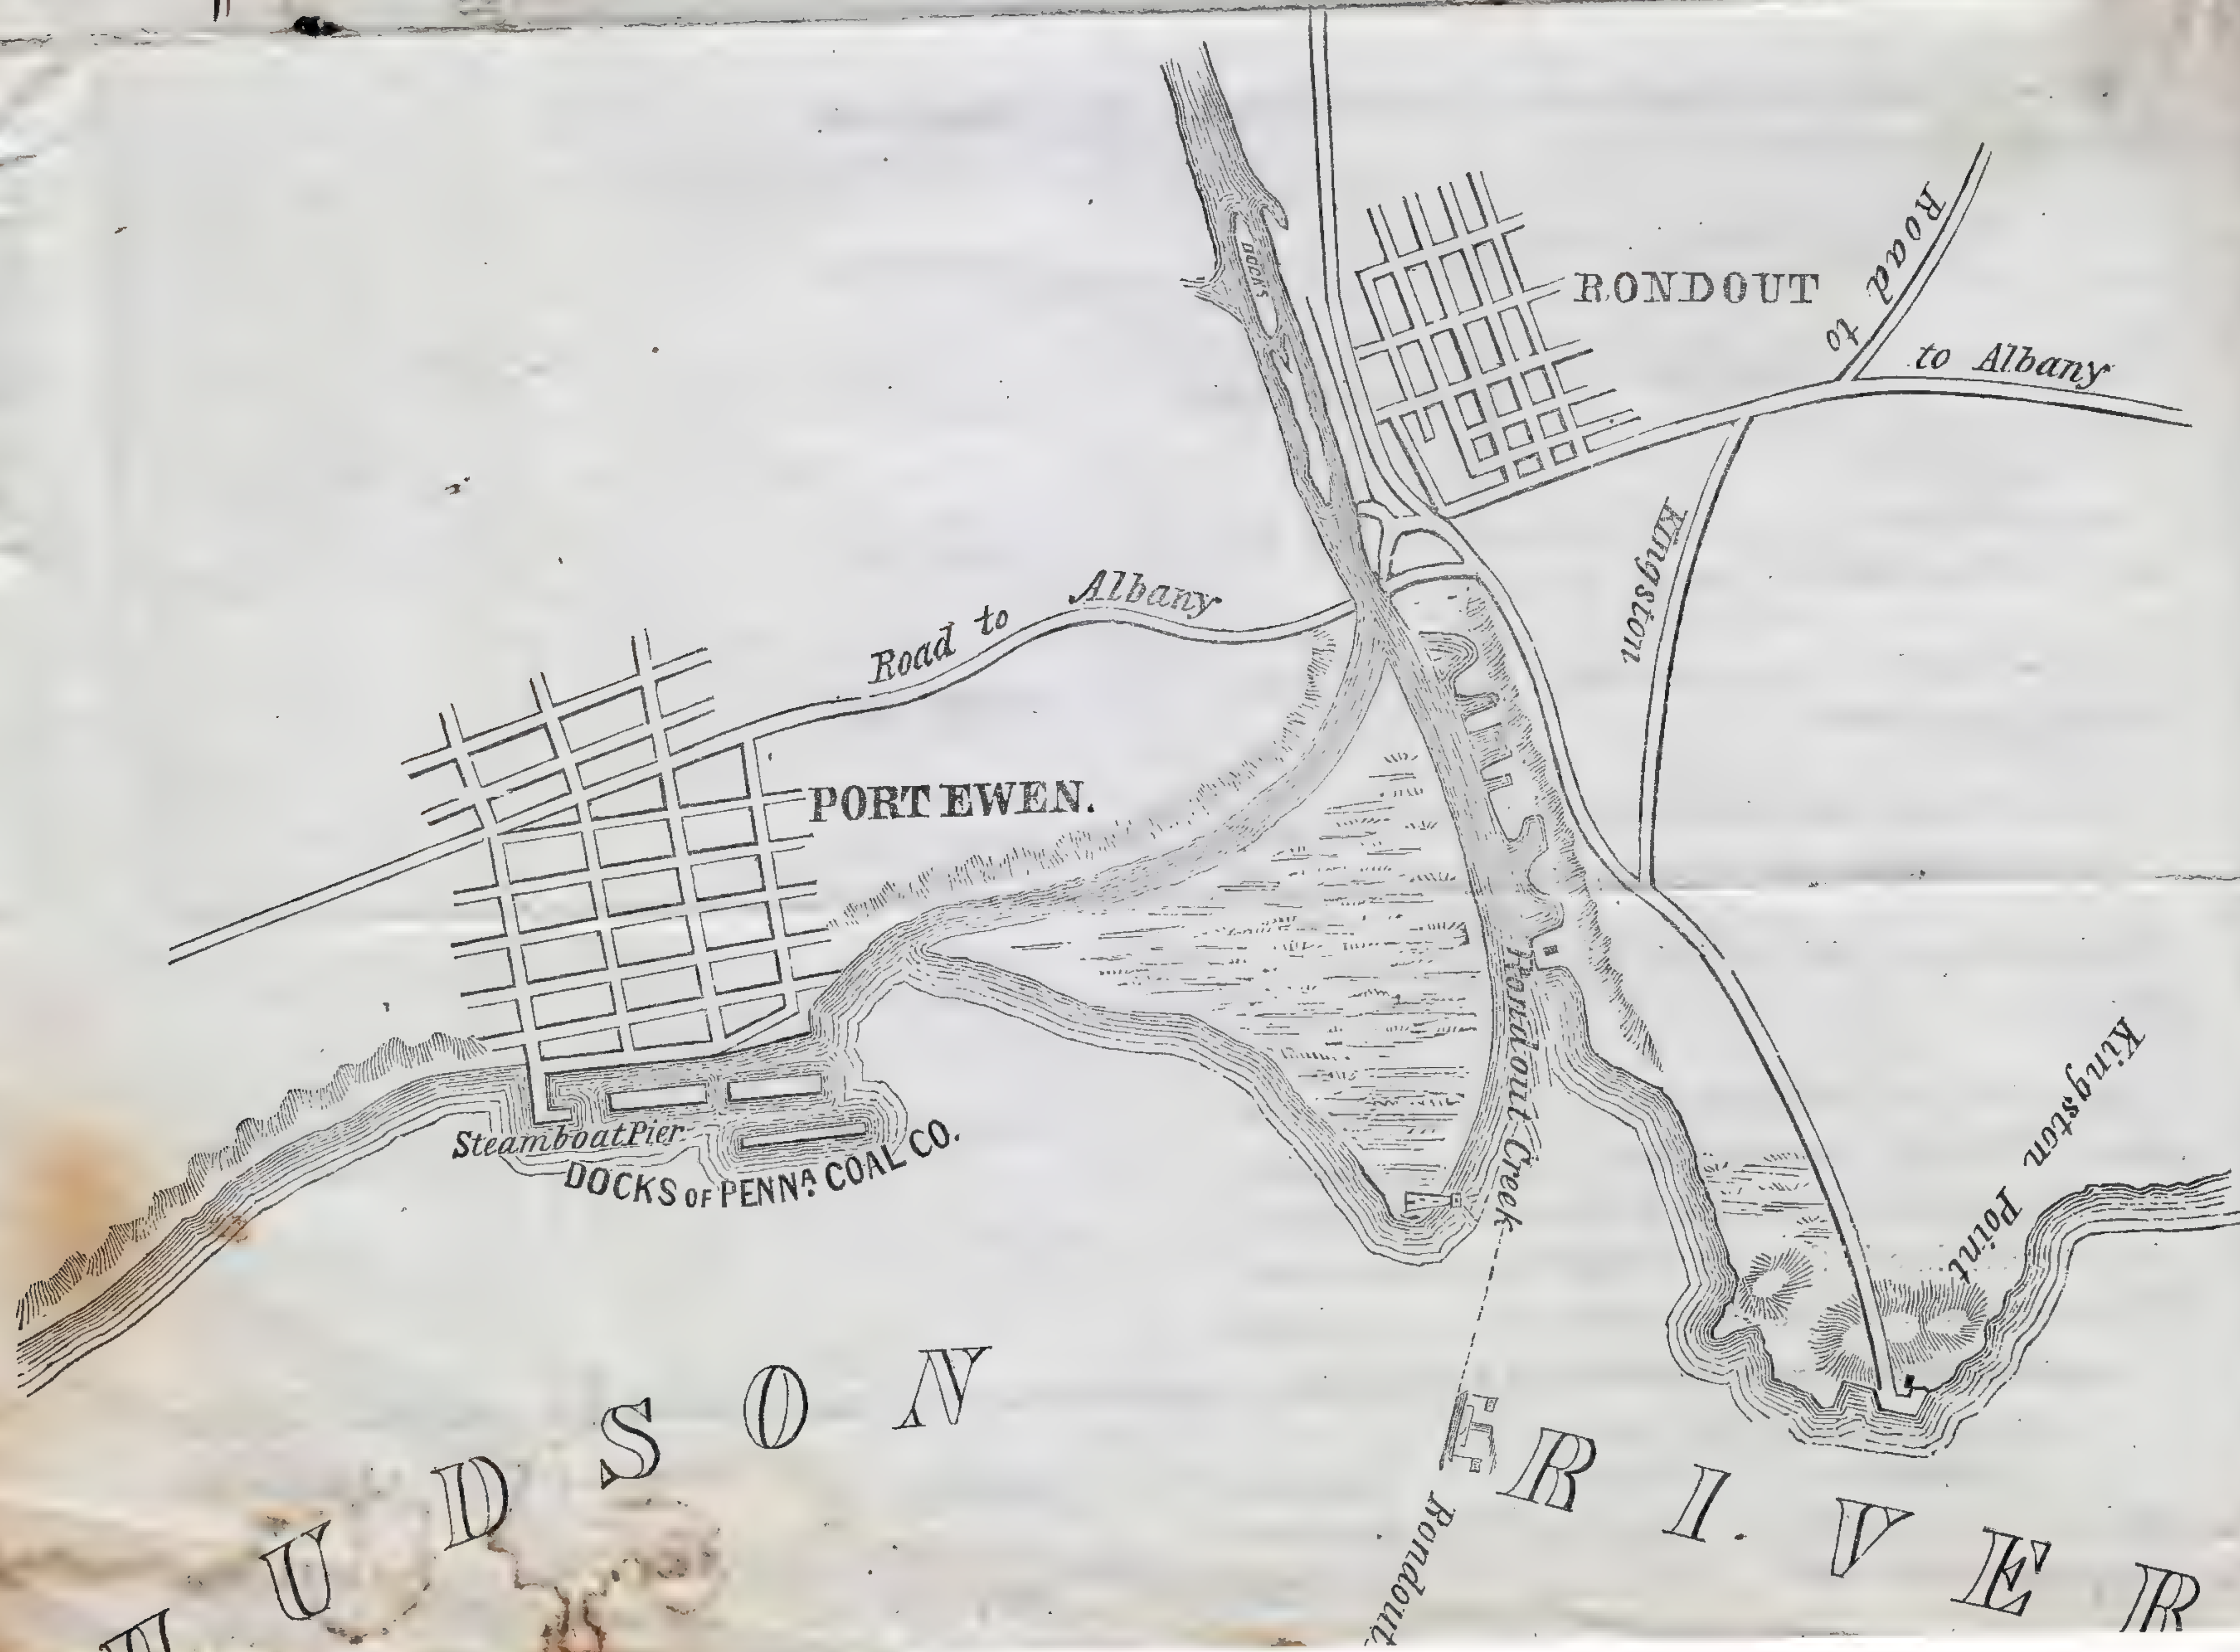 DOCKS
RONDOUT
Road to
to Albany
Kingston
Road to Albany
PORT EWEN.
Rondout Creek
Kingston Point
Steamboat Pier
DOCKS OF PENNA. COAL CO.
HUDSON RIVER
Rondout